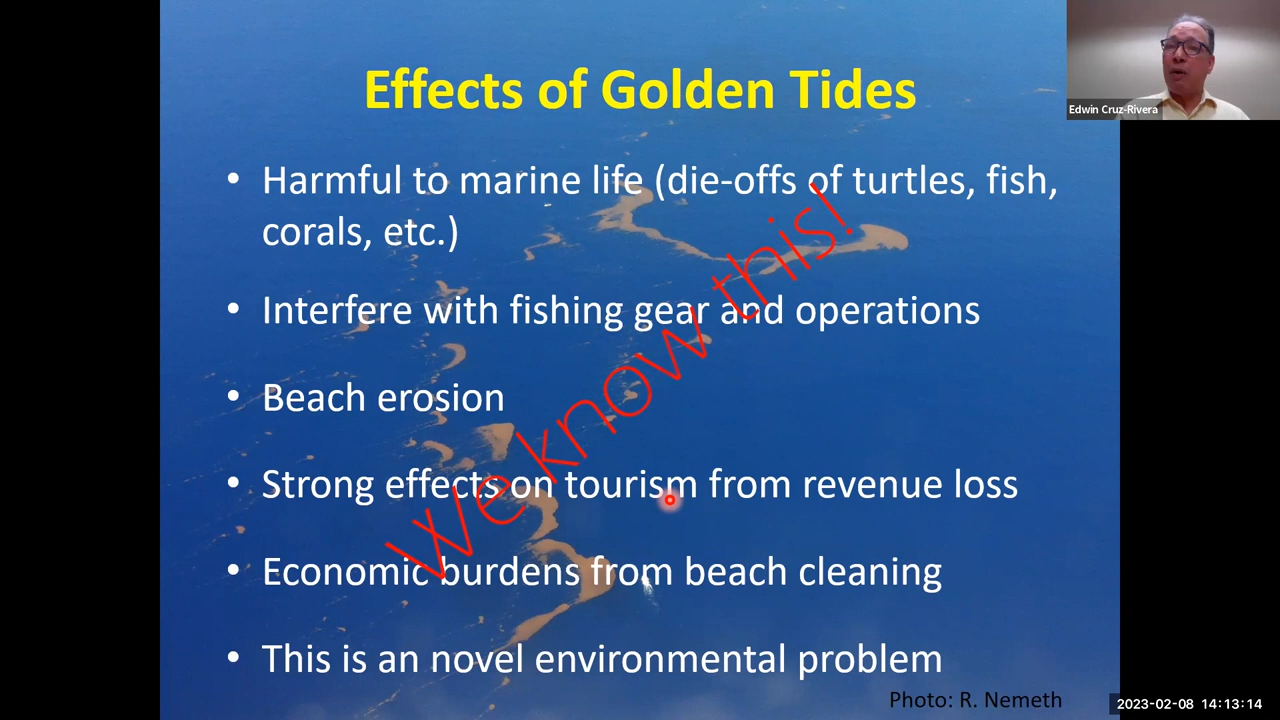 Effects of Golden Tides
Edwin Cruz-Rivera
• Harmful to marine life (die-offs of turtles, fish,
corals, etc.)
• Interfere with fishing gear and operations
• Beach erosion
• Strong effects on tourism from revenue loss
• Economic burdens from beach cleaning
• This is an novel environmental problem
We know this!
Photo: R. Nemeth
2023-02-08 14:13:14